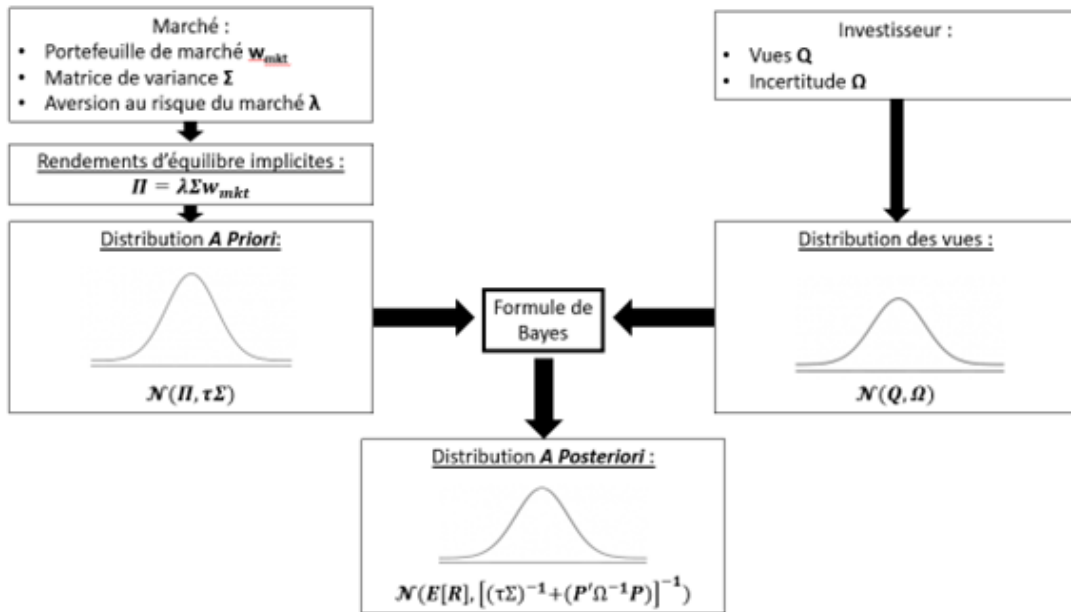 Marché :
• Portefeuille de marché w_mkt
• Matrice de variance Σ
• Aversion au risque du marché λ
Investisseur :
• Vues Q
• Incertitude Ω
Rendements d'équilibre implicites :
Π = λΣw_mkt
Distribution A Priori:
𝒩(Π, τΣ)
Formule de
Bayes
Distribution des vues :
𝒩(Q, Ω)
Distribution A Posteriori :
𝒩(E[R], [(τΣ)⁻¹+(P'Ω⁻¹P)]⁻¹)